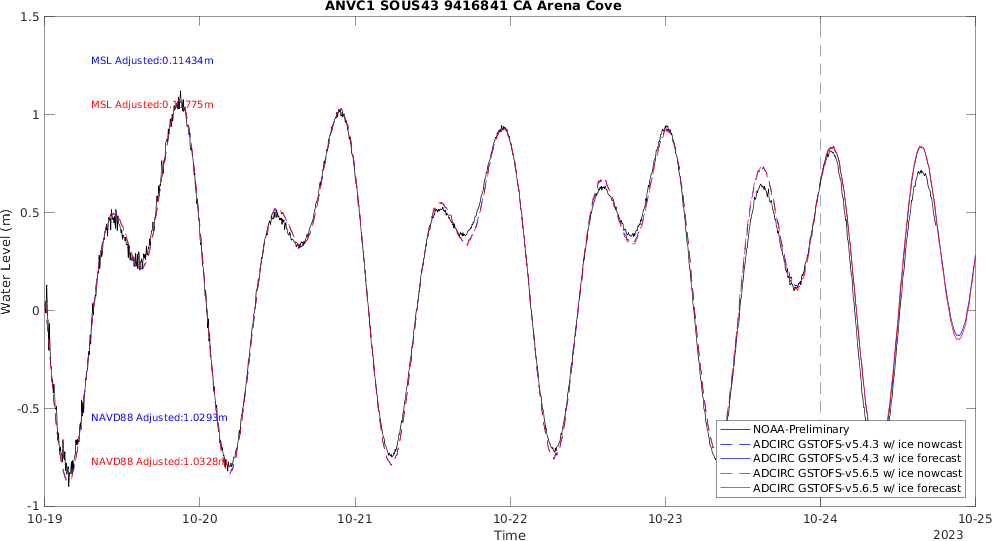 ANVC1 SOUS43 9416841 CA Arena Cove
1.5
1
0.5
0
-0.5
-1
Water Level (m)
MSL Adjusted:0.11434m
MSL Adjusted:
NAVD88 Adjusted:1.0293m
NAVD88 Adjusted:1.0328m
NOAA-Preliminary
ADCIRC GSTOFS-v5.4.3 w/ ice nowcast
ADCIRC GSTOFS-v5.4.3 w/ ice forecast
ADCIRC GSTOFS-v5.6.5 w/ ice nowcast
ADCIRC GSTOFS-v5.6.5 w/ ice forecast
10-19 10-20 10-21 10-22 10-23 10-24 10-25
Time
2023